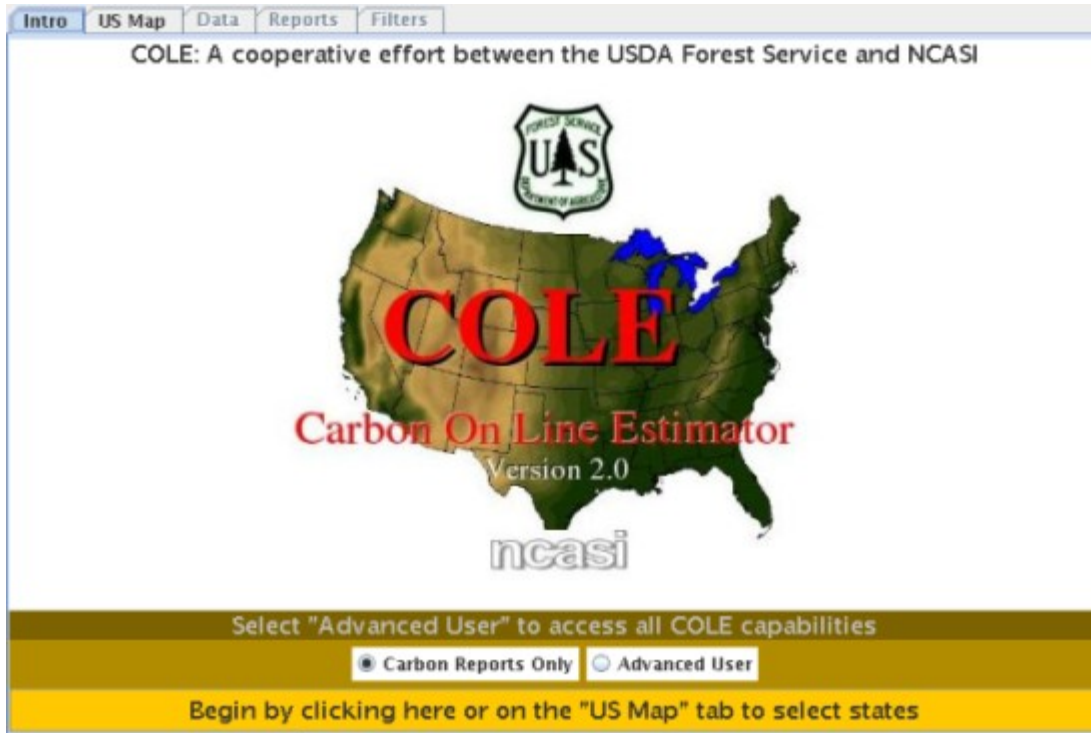 Intro US Map Data Reports Filters
COLE: A cooperative effort between the USDA Forest Service and NCASI
FOREST SERVICE
U S
DEPARTMENT OF AGRICULTURE
COLE
Carbon On Line Estimator
Version 2.0
ncasi
Select "Advanced User" to access all COLE capabilities
Carbon Reports Only Advanced User
Begin by clicking here or on the "US Map" tab to select states